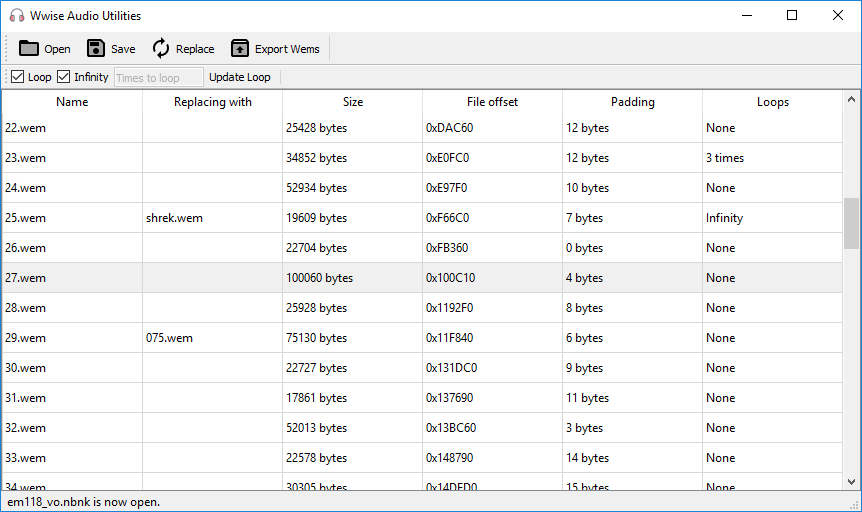 Wwise Audio Utilities
Open Save Replace Export Wems
Loop Infinity Times to loop Update Loop
Name Replacing with Size File offset Padding Loops
22.wem 25428 bytes 0xDAC60 12 bytes None
23.wem 34852 bytes 0xE0FC0 12 bytes 3 times
24.wem 52934 bytes 0xE97F0 10 bytes None
25.wem shrek.wem 19609 bytes 0xF66C0 7 bytes Infinity
26.wem 22704 bytes 0xFB360 0 bytes None
27.wem 100060 bytes 0x100C10 4 bytes None
28.wem 25928 bytes 0x1192F0 8 bytes None
29.wem 075.wem 75130 bytes 0x11F840 6 bytes None
30.wem 22727 bytes 0x131DC0 9 bytes None
31.wem 17861 bytes 0x137690 11 bytes None
32.wem 52013 bytes 0x13BC60 3 bytes None
33.wem 22578 bytes 0x148790 14 bytes None
34.wem 30305 bytes 0x14DFD0 15 bytes None
em118_vo.nbnk is now open.